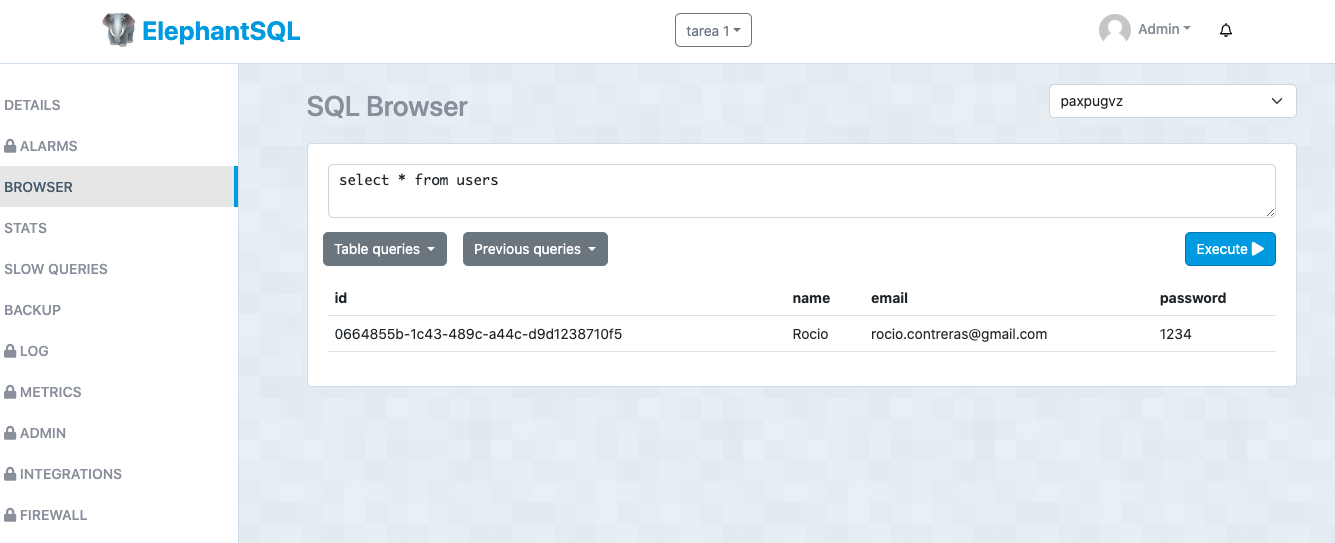 ElephantSQL
tarea 1
Admin
DETAILS
ALARMS
BROWSER
STATS
SLOW QUERIES
BACKUP
LOG
METRICS
ADMIN
INTEGRATIONS
FIREWALL
SQL Browser
paxpugvz
select * from users
Table queries
Previous queries
Execute
id name email password
0664855b-1c43-489c-a44c-d9d1238710f5 Rocio rocio.contreras@gmail.com 1234